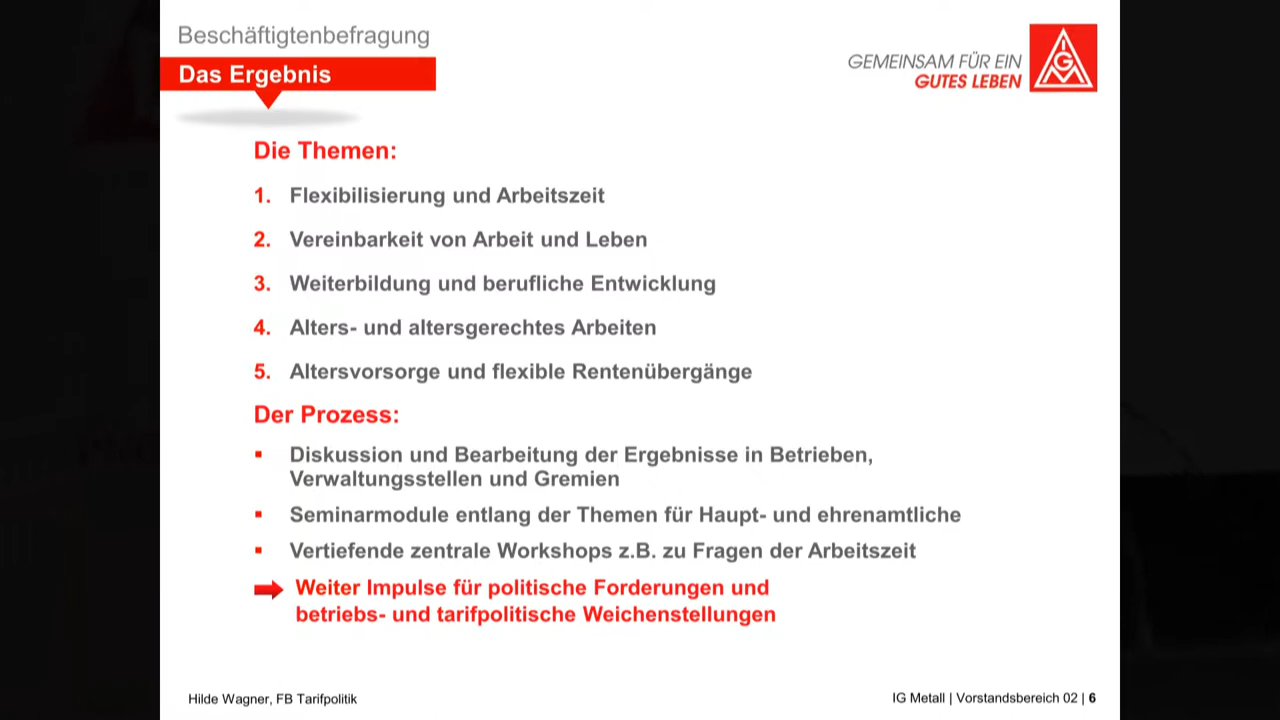 Beschäftigtenbefragung
Das Ergebnis
GEMEINSAM FÜR EIN
GUTES LEBEN
IGM
Die Themen:
1. Flexibilisierung und Arbeitszeit
2. Vereinbarkeit von Arbeit und Leben
3. Weiterbildung und berufliche Entwicklung
4. Alters- und altersgerechtes Arbeiten
5. Altersvorsorge und flexible Rentenübergänge
Der Prozess:
▪ Diskussion und Bearbeitung der Ergebnisse in Betrieben,
Verwaltungsstellen und Gremien
▪ Seminarmodule entlang der Themen für Haupt- und ehrenamtliche
▪ Vertiefende zentrale Workshops z.B. zu Fragen der Arbeitszeit
Weiter Impulse für politische Forderungen und
betriebs- und tarifpolitische Weichenstellungen
Hilde Wagner, FB Tarifpolitik
IG Metall | Vorstandsbereich 02 | 6